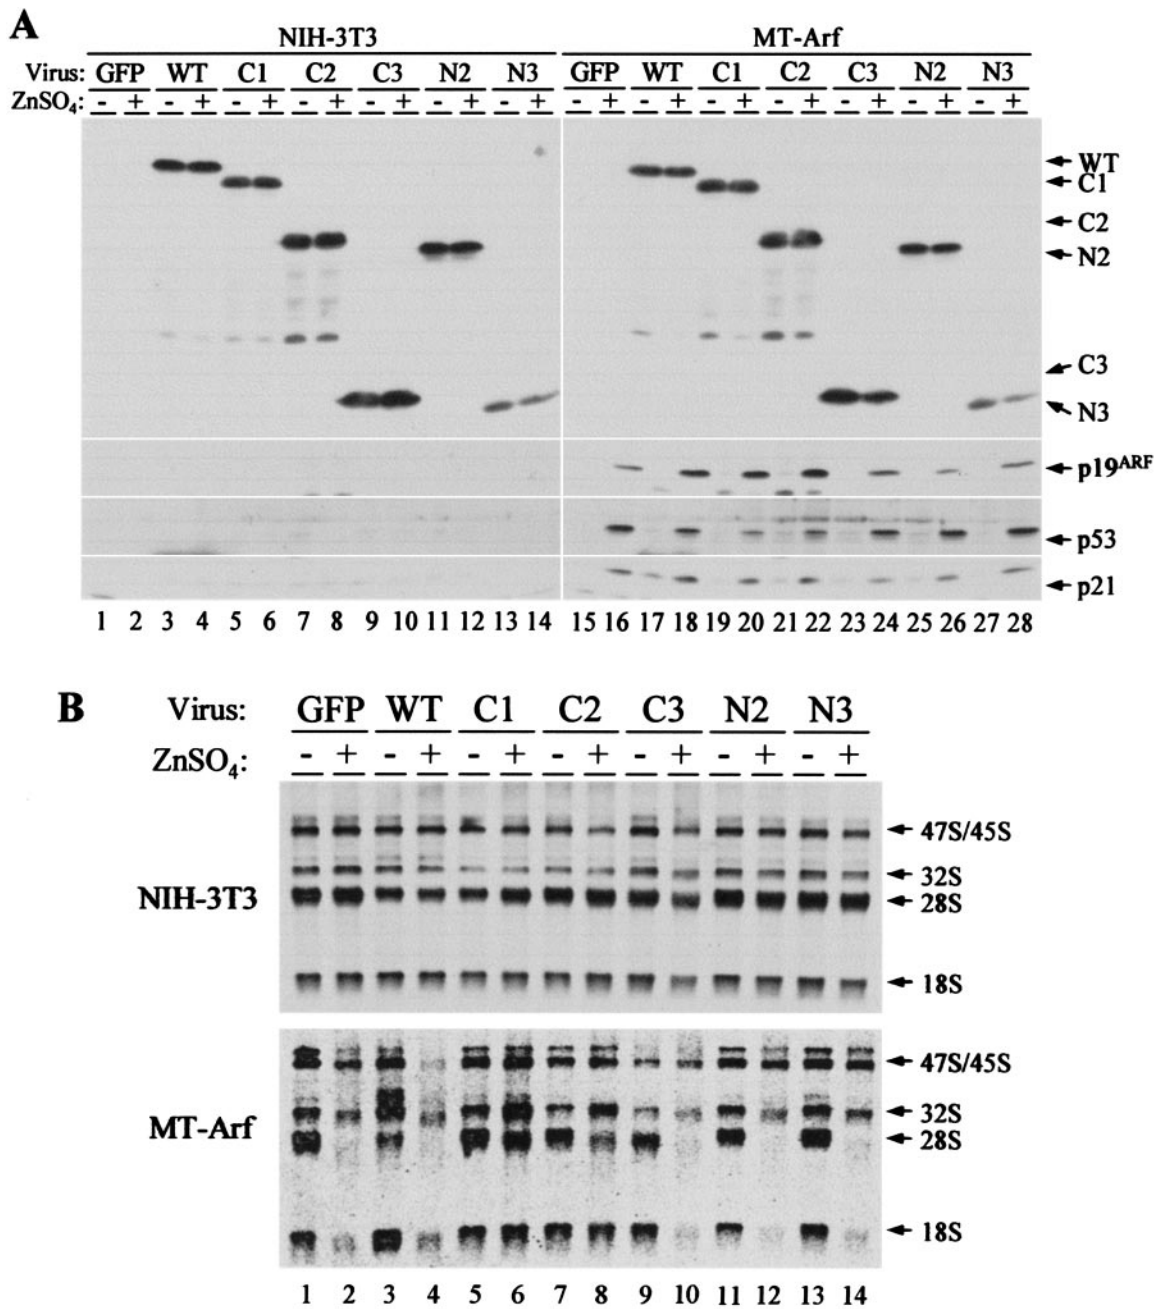 A
NIH-3T3 MT-Arf
Virus: GFP WT C1 C2 C3 N2 N3 GFP WT C1 C2 C3 N2 N3
ZnSO4: - + - + - + - + - + - + - + - + - + - + - + - + - + - +
WT
C1
C2
N2
C3
N3
p19ARF
p53
p21
1 2 3 4 5 6 7 8 9 10 11 12 13 14 15 16 17 18 19 20 21 22 23 24 25 26 27 28
B
Virus: GFP WT C1 C2 C3 N2 N3
ZnSO4: - + - + - + - + - + - + - +
47S/45S
32S
NIH-3T3
28S
18S
47S/45S
32S
MT-Arf
28S
18S
1 2 3 4 5 6 7 8 9 10 11 12 13 14